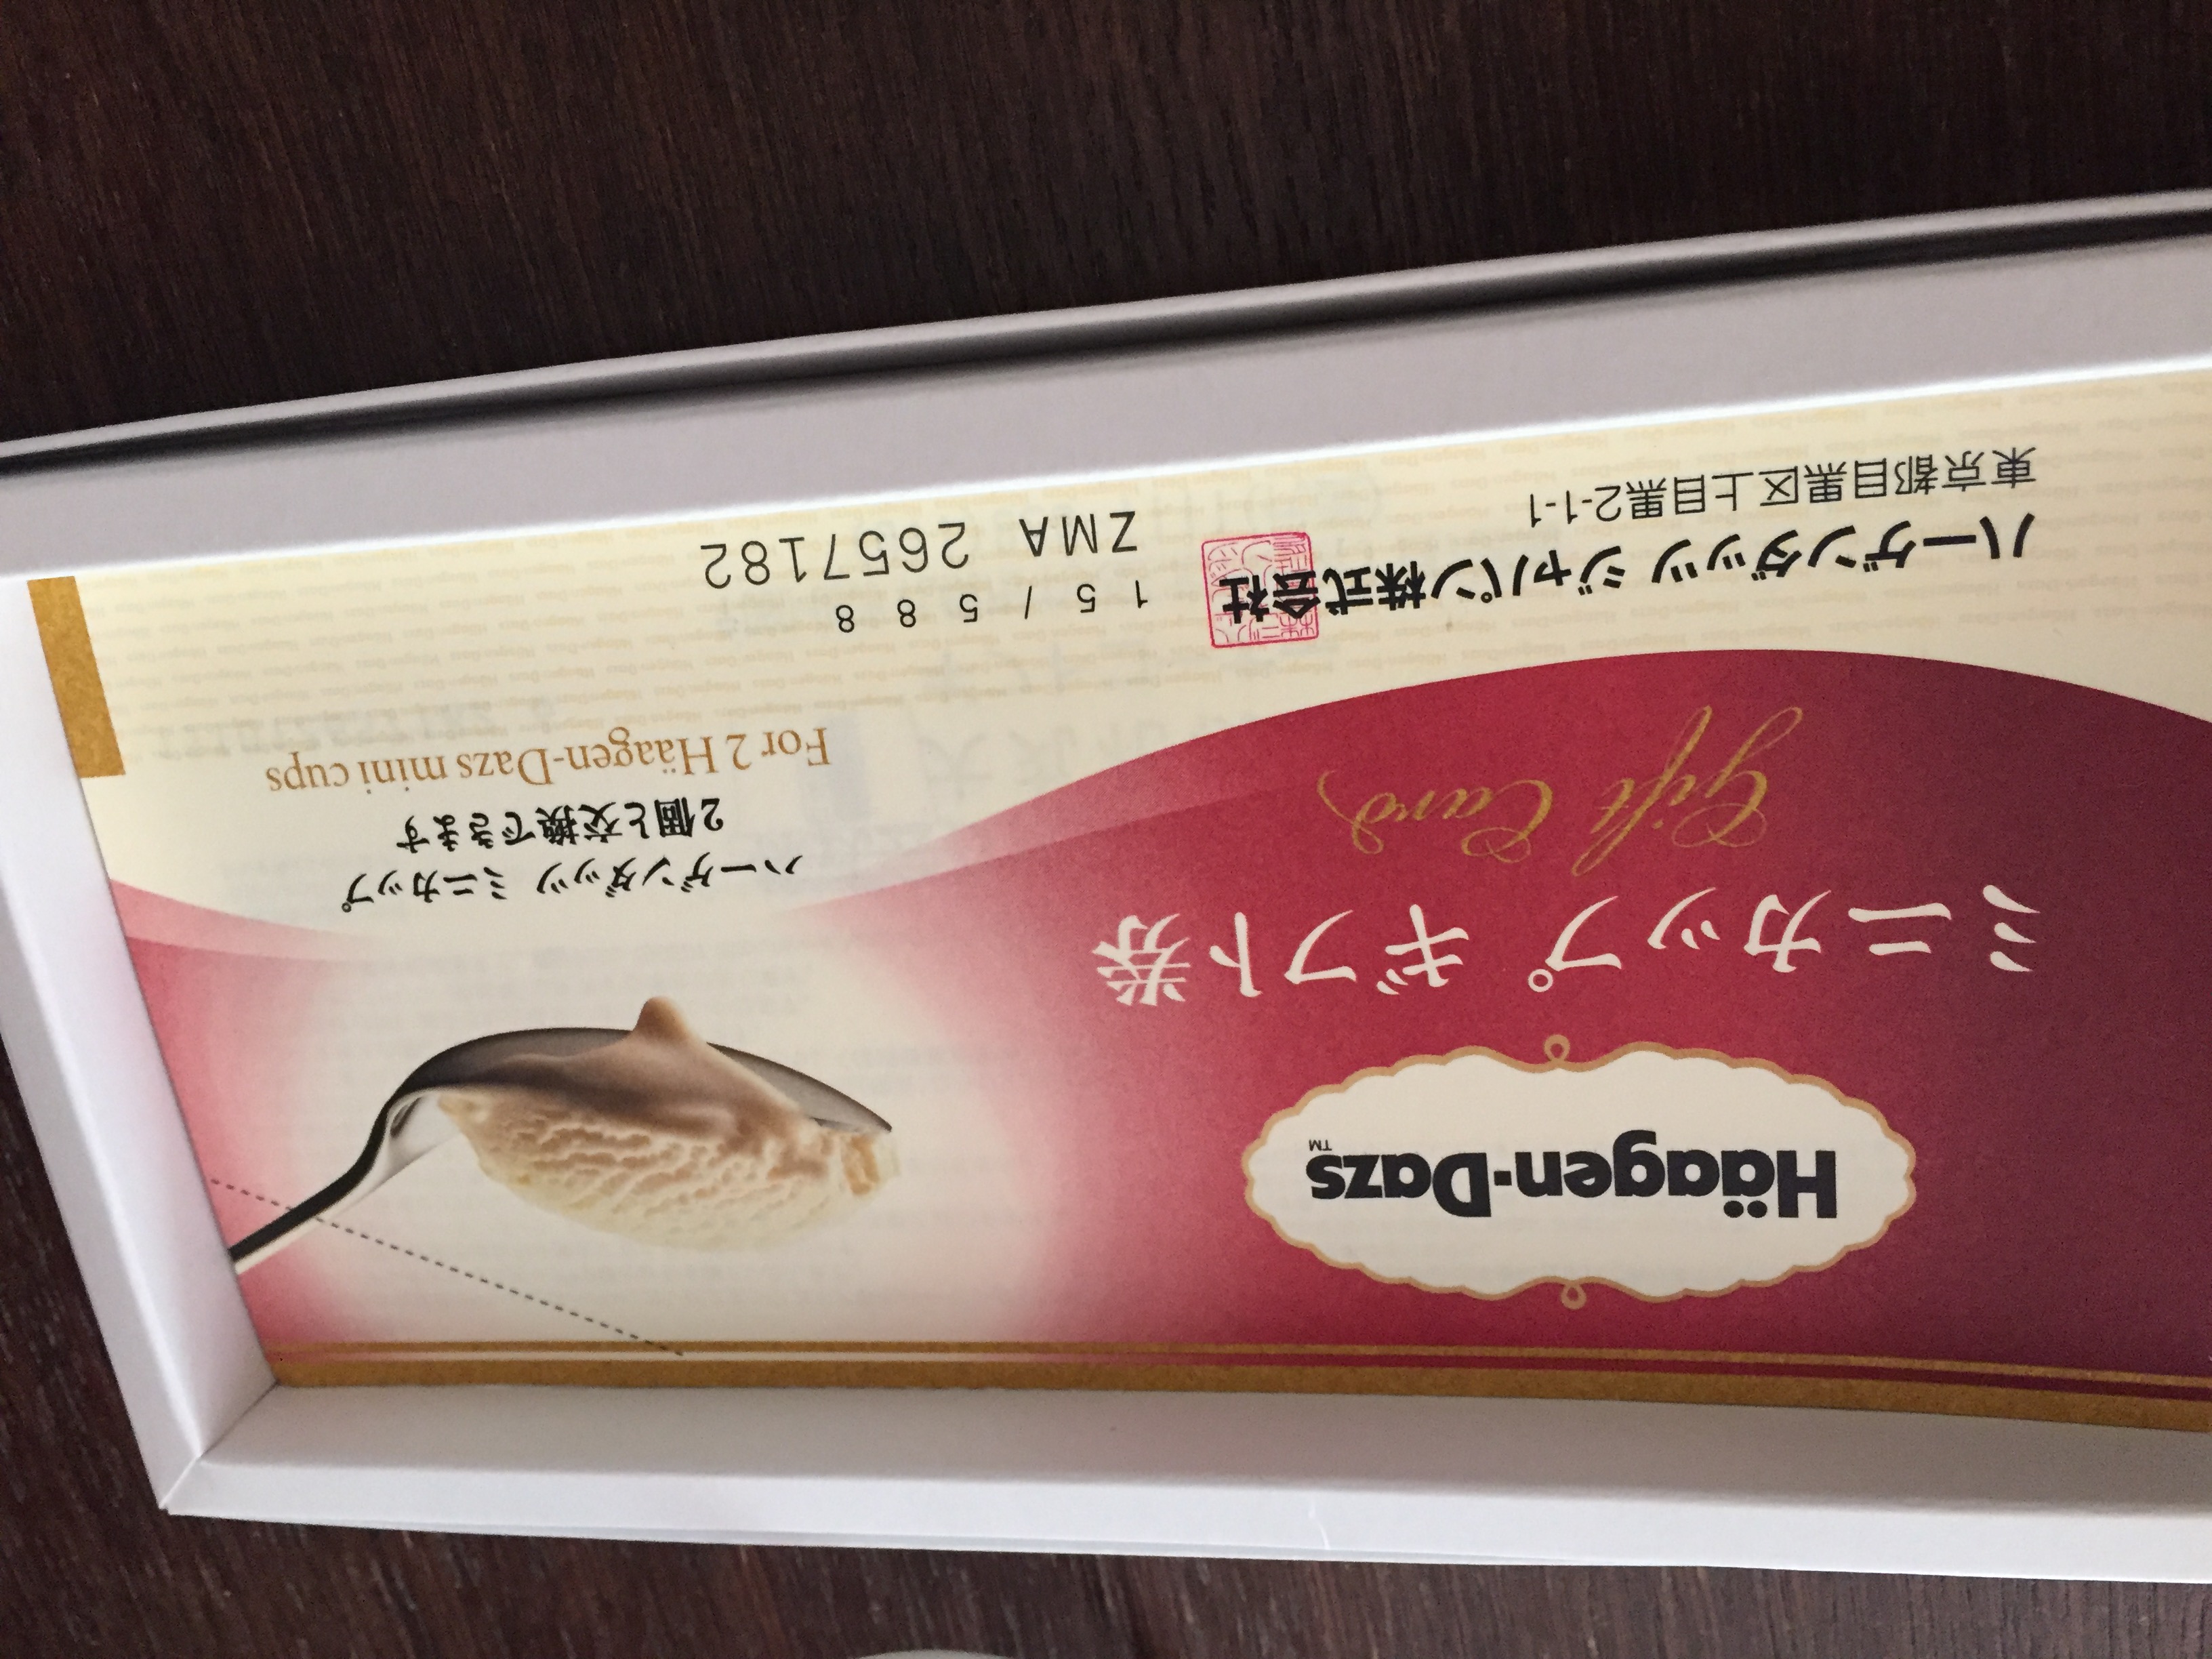 Häagen-Dazs™
ミニカップ ギフト券
Gift Card
ハーゲンダッツ ミニカップ
2個と交換できます
For 2 Häagen-Dazs mini cups
ハーゲンダッツ ジャパン株式会社
東京都目黒区上目黒2-1-1
15/588
ZMA 2657182